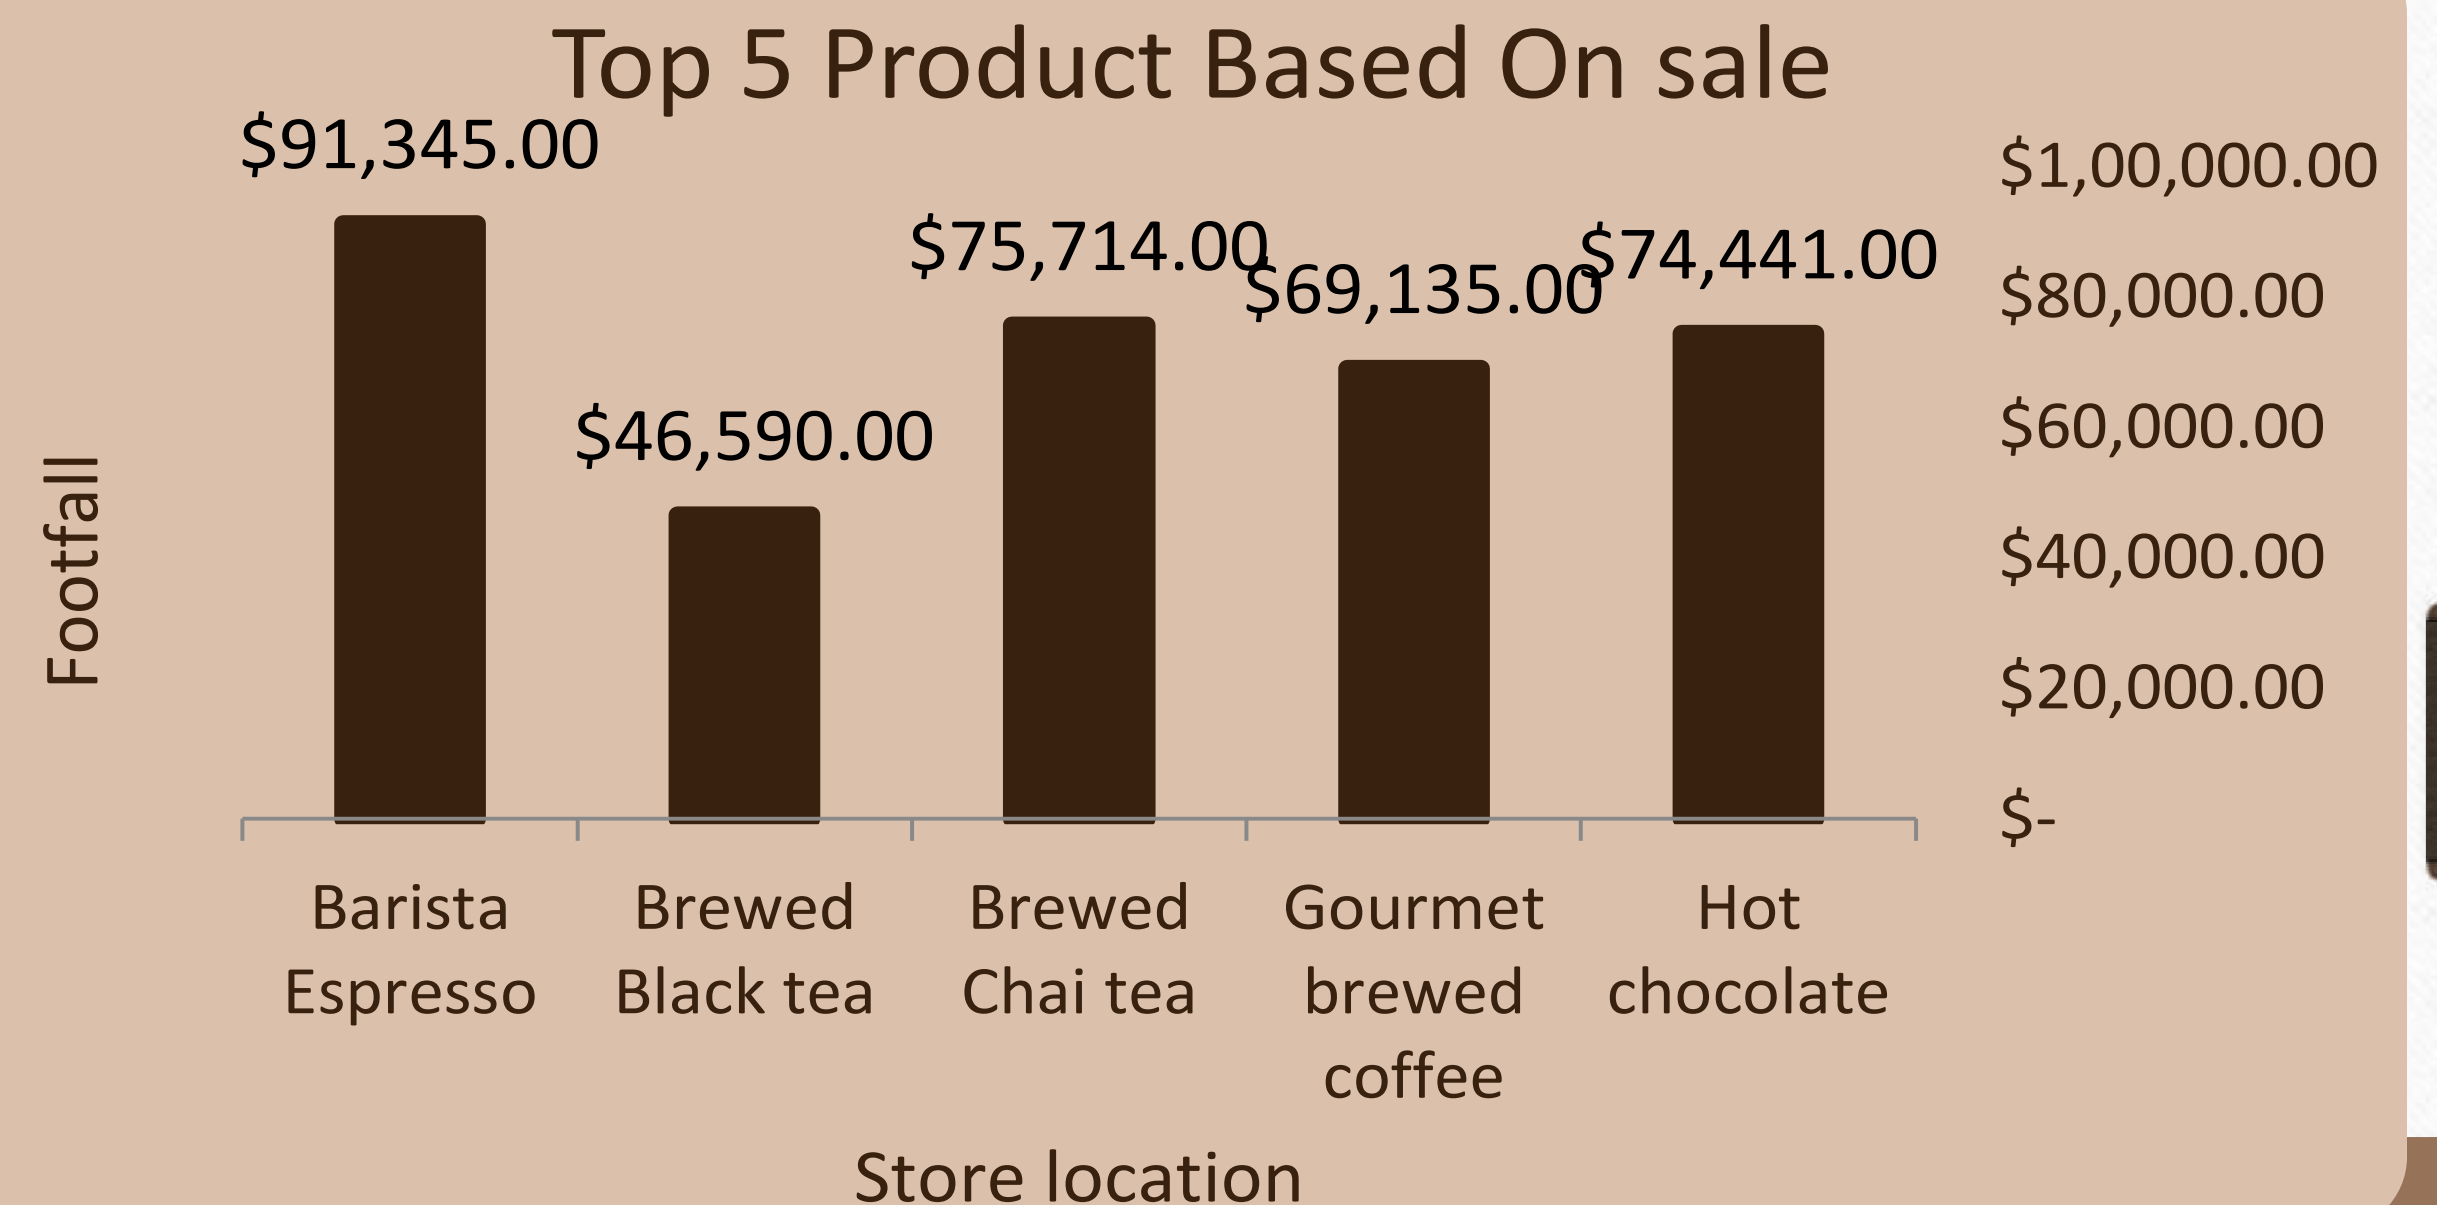 Top 5 Product Based On sale
$91,345.00
$46,590.00
$75,714.00
$69,135.00
$74,441.00
$1,00,000.00
$80,000.00
$60,000.00
$40,000.00
$20,000.00
$-
Footfall
Barista
Espresso
Brewed
Black tea
Brewed
Chai tea
Gourmet
brewed
coffee
Hot
chocolate
Store location